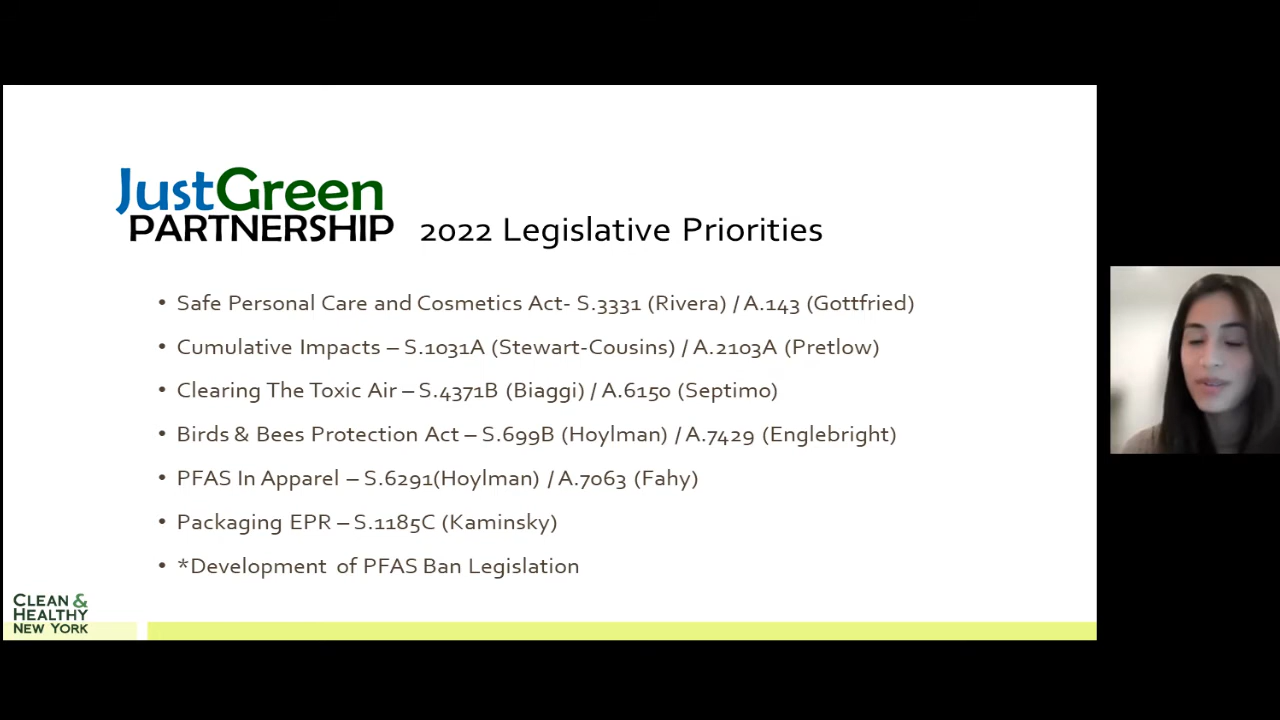 JustGreen
PARTNERSHIP 2022 Legislative Priorities
• Safe Personal Care and Cosmetics Act- S.3331 (Rivera) / A.143 (Gottfried)
• Cumulative Impacts – S.1031A (Stewart-Cousins) / A.2103A (Pretlow)
• Clearing The Toxic Air – S.4371B (Biaggi) / A.6150 (Septimo)
• Birds & Bees Protection Act – S.699B (Hoylman) / A.7429 (Englebright)
• PFAS In Apparel – S.6291(Hoylman) / A.7063 (Fahy)
• Packaging EPR – S.1185C (Kaminsky)
• *Development of PFAS Ban Legislation
CLEAN &
HEALTHY
NEW YORK